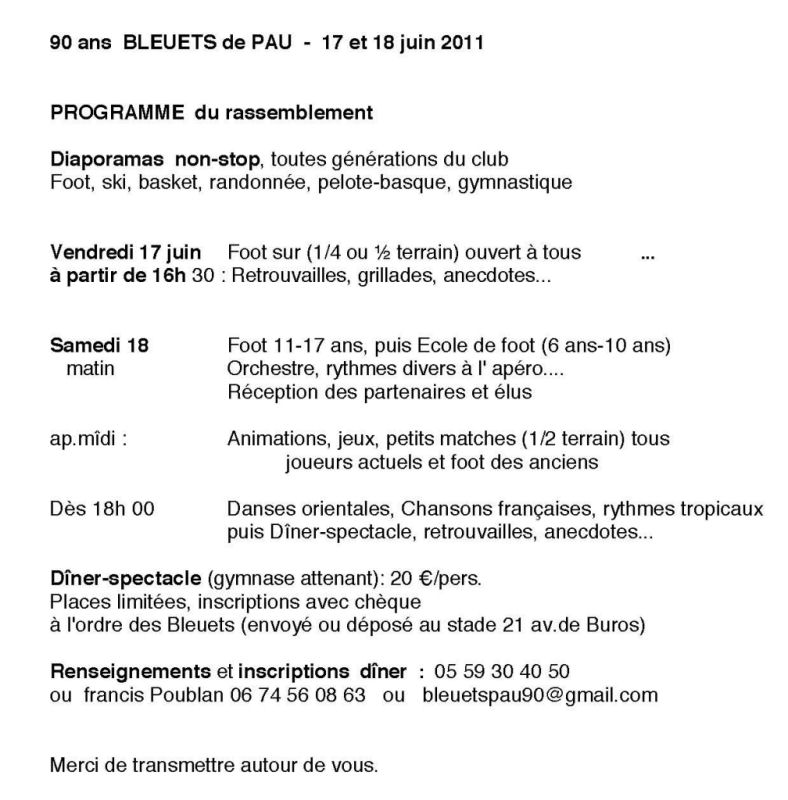 90 ans BLEUETS de PAU - 17 et 18 juin 2011
PROGRAMME du rassemblement
Diaporamas non-stop, toutes générations du club
Foot, ski, basket, randonnée, pelote-basque, gymnastique
Vendredi 17 juin Foot sur (1/4 ou ½ terrain) ouvert à tous ...
à partir de 16h 30 : Retrouvailles, grillades, anecdotes...
Samedi 18 Foot 11-17 ans, puis Ecole de foot (6 ans-10 ans)
matin Orchestre, rythmes divers à l' apéro....
Réception des partenaires et élus
ap.mîdi : Animations, jeux, petits matches (1/2 terrain) tous
joueurs actuels et foot des anciens
Dès 18h 00 Danses orientales, Chansons françaises, rythmes tropicaux
puis Dîner-spectacle, retrouvailles, anecdotes...
Dîner-spectacle (gymnase attenant): 20 €/pers.
Places limitées, inscriptions avec chèque
à l'ordre des Bleuets (envoyé ou déposé au stade 21 av.de Buros)
Renseignements et inscriptions dîner : 05 59 30 40 50
ou francis Poublan 06 74 56 08 63 ou bleuetspau90@gmail.com
Merci de transmettre autour de vous.